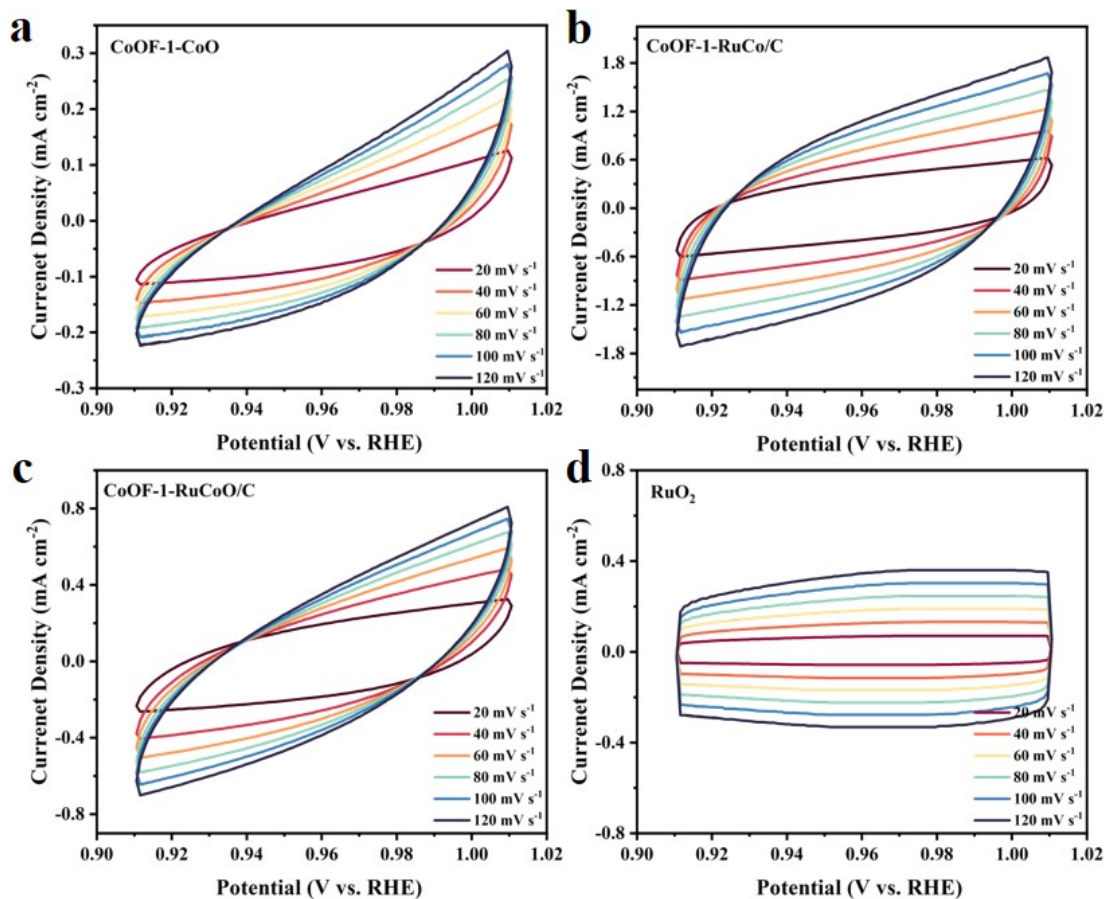 a
CoOF-1-CoO
Currenet Density (mA cm⁻²)
0.3
0.2
0.1
0.0
-0.1
-0.2
-0.3
20 mV s⁻¹
40 mV s⁻¹
60 mV s⁻¹
80 mV s⁻¹
100 mV s⁻¹
120 mV s⁻¹
0.90 0.92 0.94 0.96 0.98 1.00 1.02
Potential (V vs. RHE)
b
CoOF-1-RuCo/C
Currenet Density (mA cm⁻²)
1.8
1.2
0.6
0.0
-0.6
-1.2
-1.8
20 mV s⁻¹
40 mV s⁻¹
60 mV s⁻¹
80 mV s⁻¹
100 mV s⁻¹
120 mV s⁻¹
0.90 0.92 0.94 0.96 0.98 1.00 1.02
Potential (V vs. RHE)
c
CoOF-1-RuCoO/C
Currenet Density (mA cm⁻²)
0.8
0.4
0.0
-0.4
-0.8
20 mV s⁻¹
40 mV s⁻¹
60 mV s⁻¹
80 mV s⁻¹
100 mV s⁻¹
120 mV s⁻¹
0.90 0.92 0.94 0.96 0.98 1.00 1.02
Potential (V vs. RHE)
d
RuO₂
Currenet Density (mA cm⁻²)
0.8
0.4
0.0
-0.4
-0.8
20 mV s⁻¹
40 mV s⁻¹
60 mV s⁻¹
80 mV s⁻¹
100 mV s⁻¹
120 mV s⁻¹
0.90 0.92 0.94 0.96 0.98 1.00 1.02
Potential (V vs. RHE)